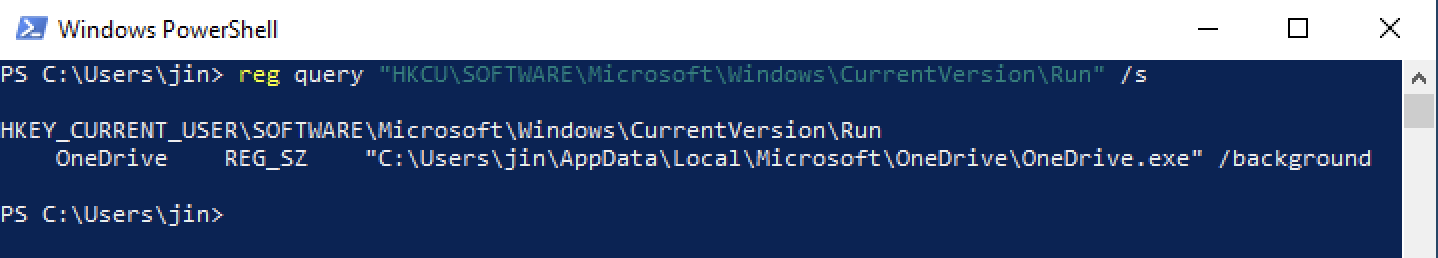 Windows PowerShell
PS C:\Users\jin> reg query "HKCU\SOFTWARE\Microsoft\Windows\CurrentVersion\Run" /s
HKEY_CURRENT_USER\SOFTWARE\Microsoft\Windows\CurrentVersion\Run
    OneDrive    REG_SZ    "C:\Users\jin\AppData\Local\Microsoft\OneDrive\OneDrive.exe" /background
PS C:\Users\jin>